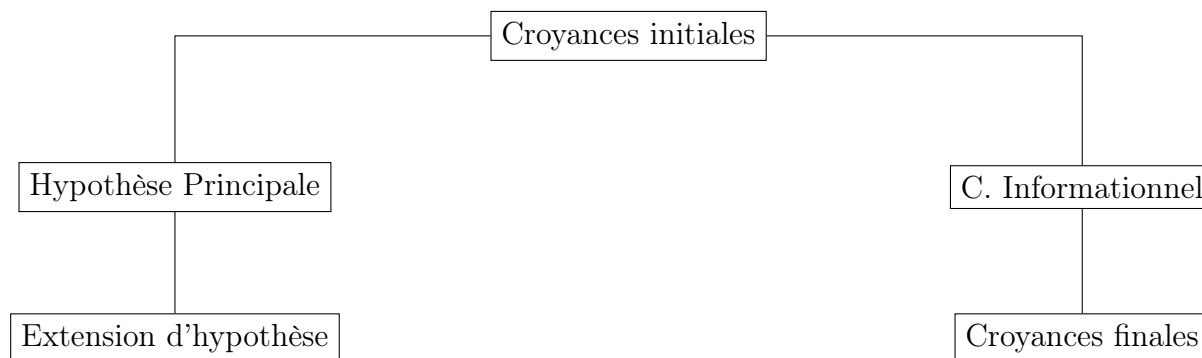 Croyances initiales
Hypothèse Principale
C. Informationnel
Extension d'hypothèse
Croyances finales